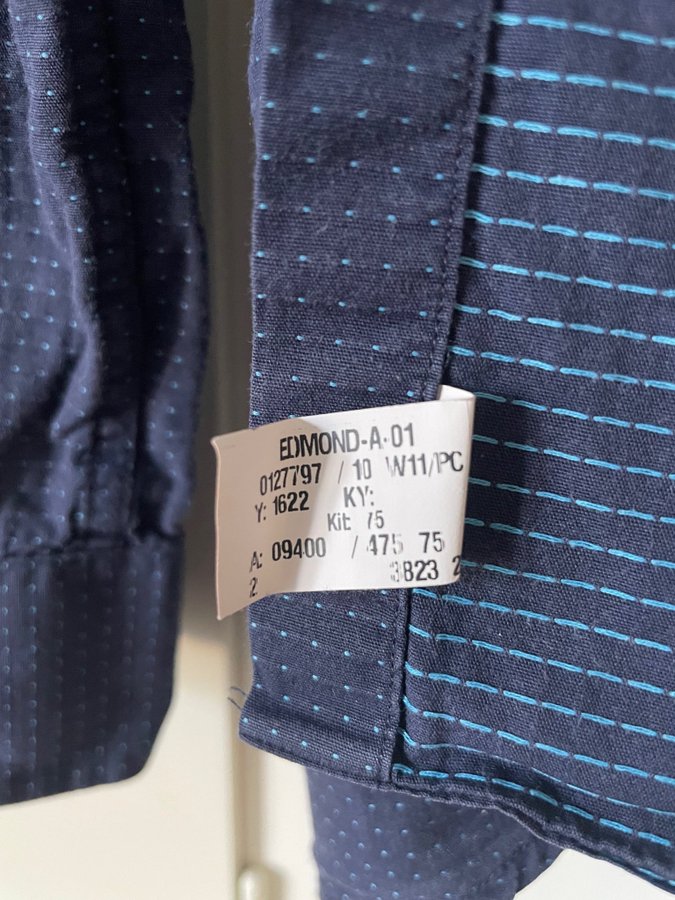 EDMOND-A-01
0127797 / 10 W11/PC
Y: 1622 KY:
Kit: 75
A: 09400 / 475 75
2 3823 2